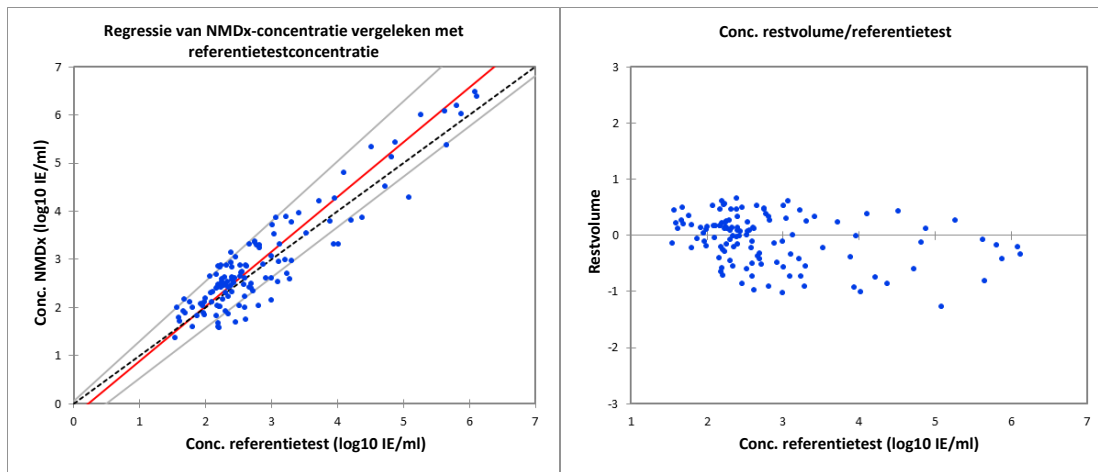 Regressie van NMDx-concentratie vergeleken met
referentietestconcentratie
7
6
5
4
3
2
1
0
Conc. NMDx (log10 IE/ml)
0 1 2 3 4 5 6 7
Conc. referentietest (log10 IE/ml)
Conc. restvolume/referentietest
3
2
1
0
-1
-2
-3
Restvolume
1 2 3 4 5 6 7
Conc. referentietest (log10 IE/ml)